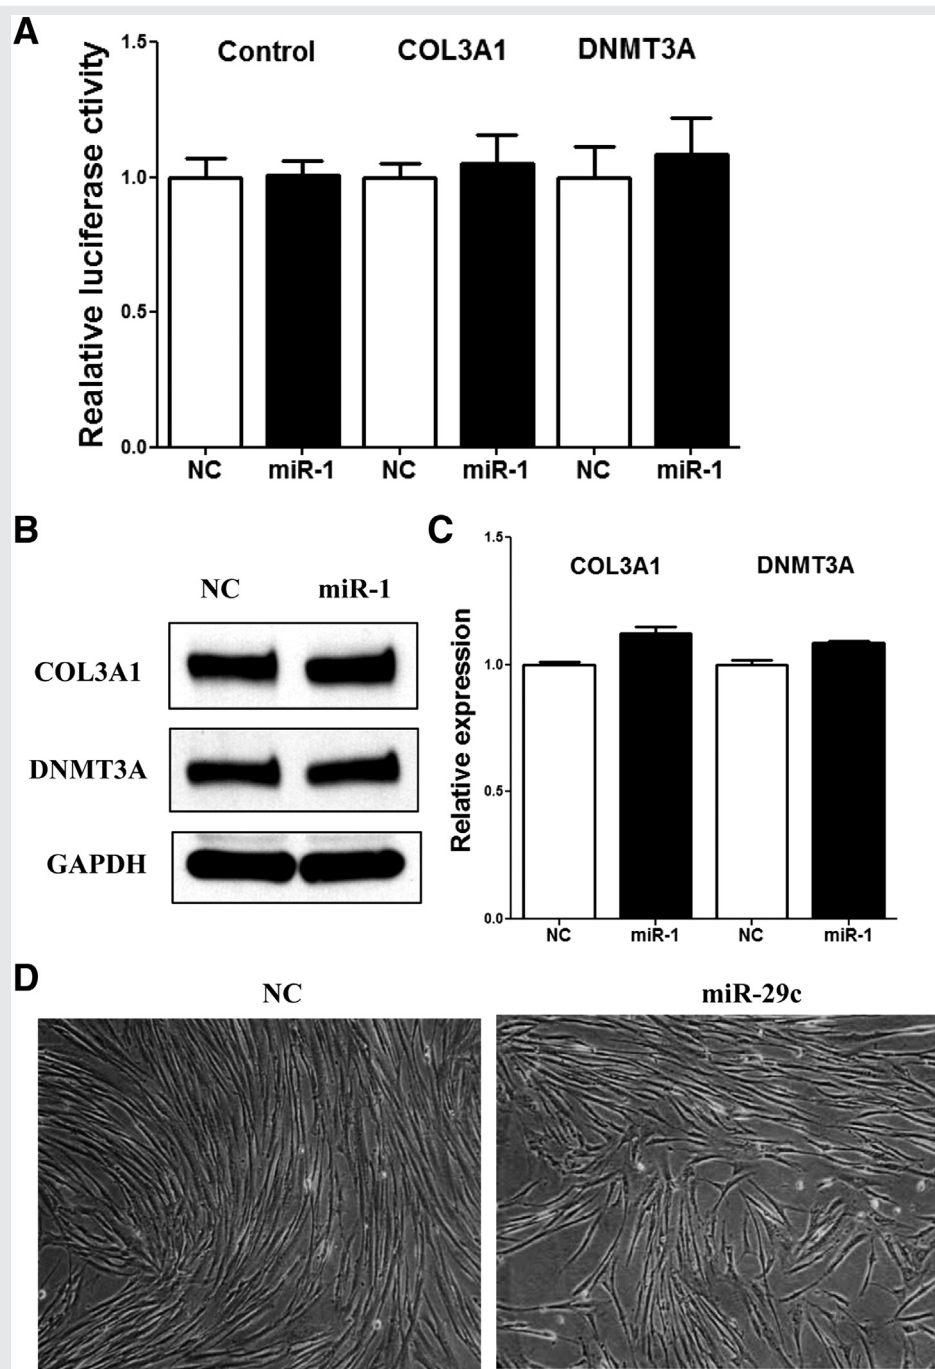 A
Realative luciferase ctivity
1.5
1.0
0.5
0.0
Control COL3A1 DNMT3A
NC miR-1 NC miR-1 NC miR-1
B
NC miR-1
COL3A1
DNMT3A
GAPDH
C
Relative expression
1.5
1.0
0.5
0.0
COL3A1 DNMT3A
NC miR-1 NC miR-1
D
NC miR-29c